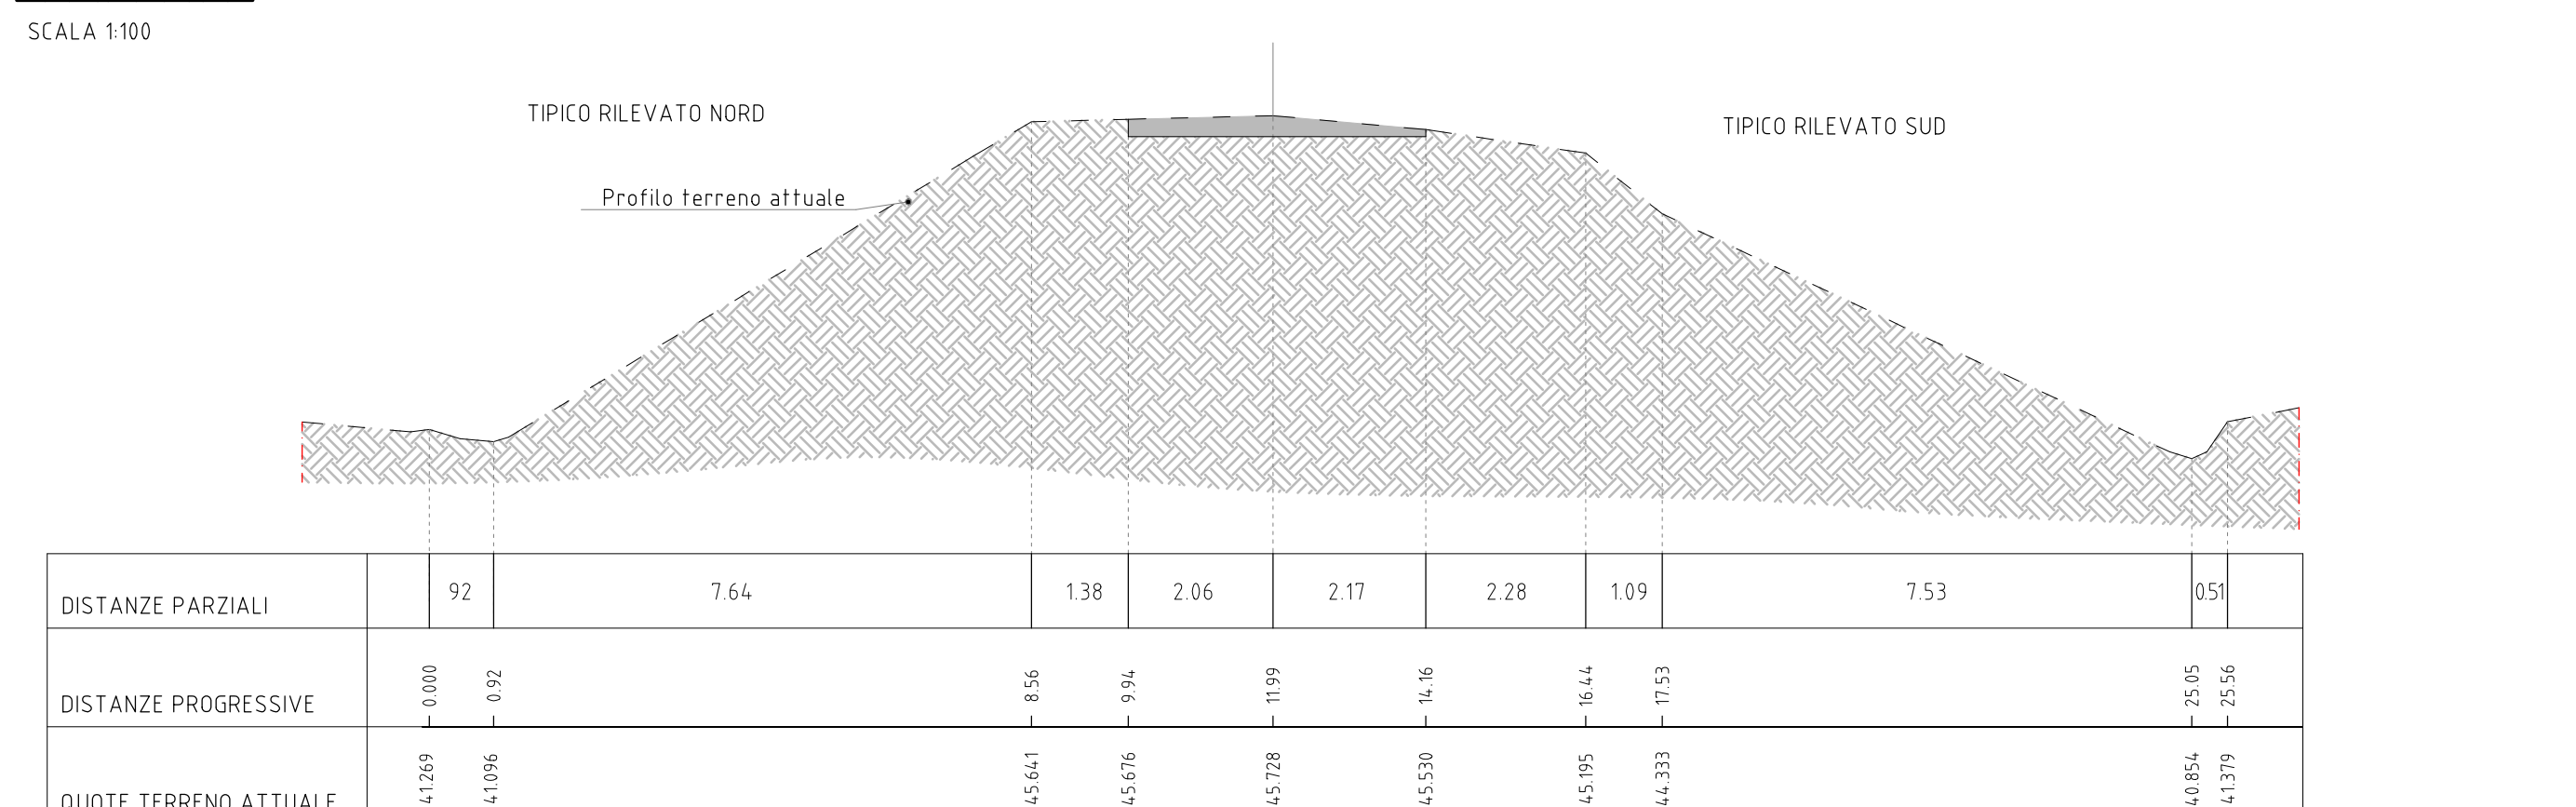 SCALA 1:100
TIPICO RILEVATO NORD
TIPICO RILEVATO SUD
Profilo terreno attuale
DISTANZE PARZIALI 92 7.64 1.38 2.06 2.17 2.28 1.09 7.53 0.51
DISTANZE PROGRESSIVE 0.000 0.92 8.56 9.94 11.99 14.16 16.44 17.53 25.05 25.56
QUOTE TERRENO ATTUALE 41.269 41.096 45.641 45.676 45.728 45.530 45.195 44.333 40.854 41.379